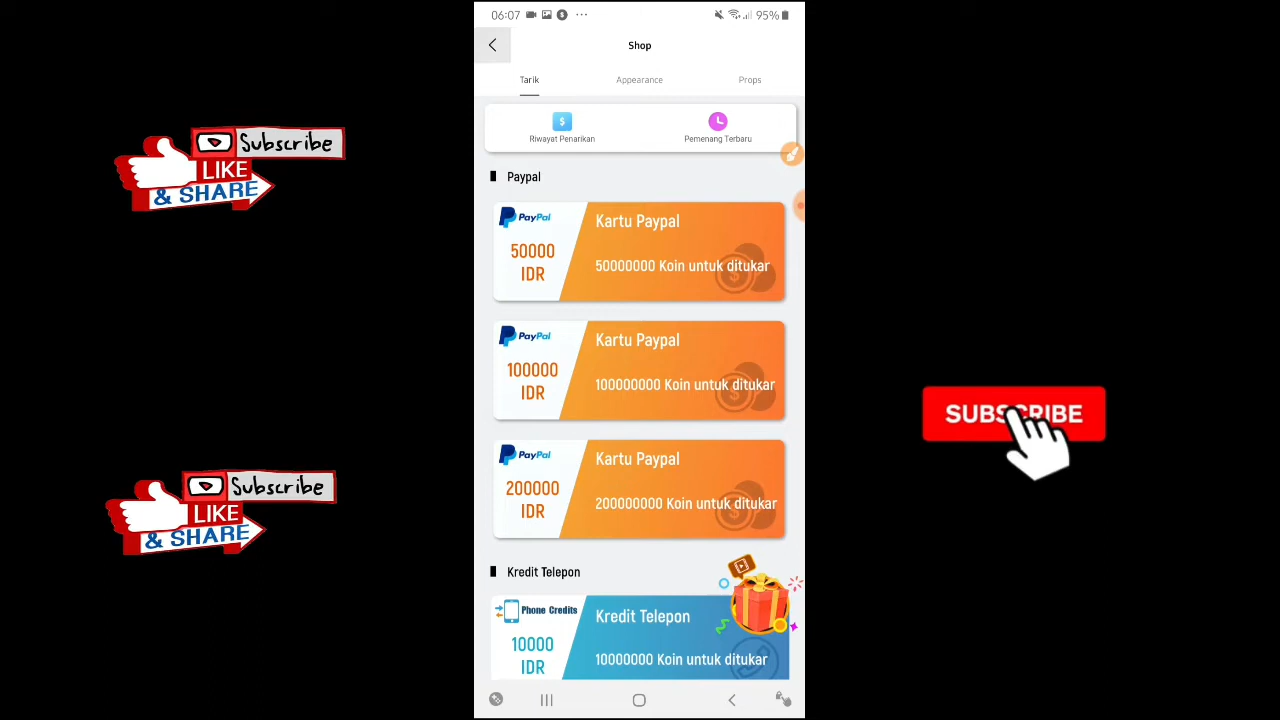 06:07
95%
Shop
Tarik
Appearance
Props
Riwayat Penarikan
Pemenang Terbaru
Paypal
PayPal
50000
IDR
Kartu Paypal
50000000 Koin untuk ditukar
PayPal
100000
IDR
Kartu Paypal
100000000 Koin untuk ditukar
PayPal
200000
IDR
Kartu Paypal
200000000 Koin untuk ditukar
Kredit Telepon
Phone Credits
10000
IDR
Kredit Telepon
10000000 Koin untuk ditukar
Subscribe
LIKE
& SHARE
Subscribe
LIKE
& SHARE
SUBSCRIBE